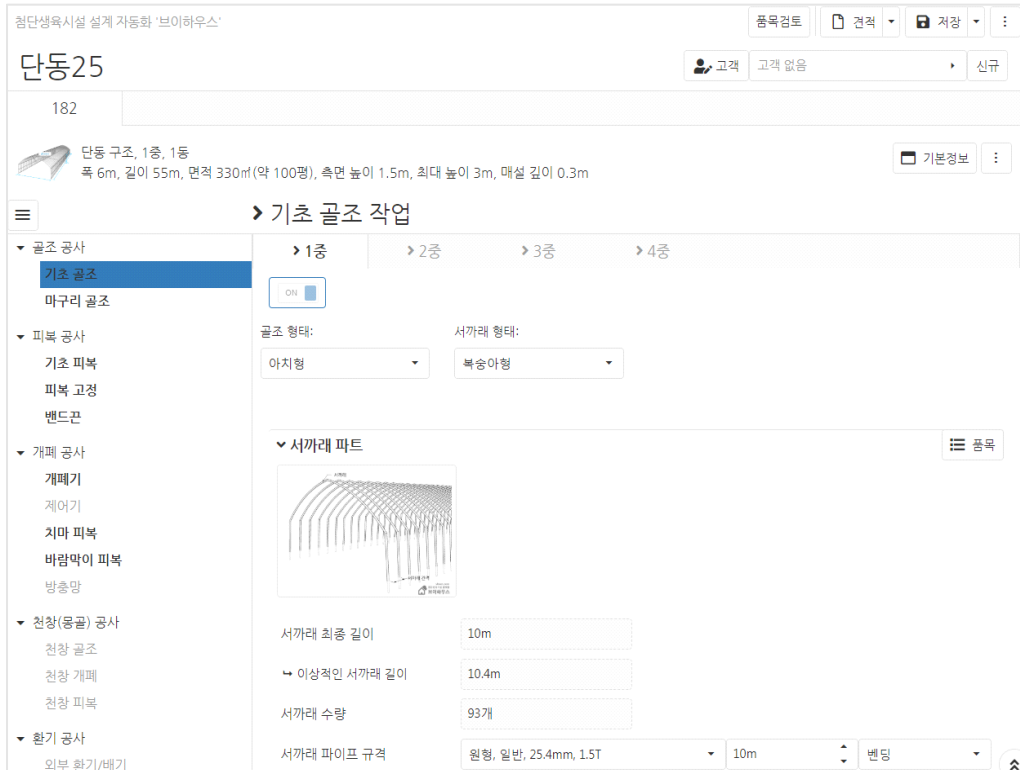 첨단생육시설 설계 자동화 '브이하우스'
품목검토 견적 저장
단동25
고객 고객 없음 신규
182
단동 구조, 1중, 1동
폭 6m, 길이 55m, 면적 330㎡(약 100평), 측면 높이 1.5m, 최대 높이 3m, 매설 깊이 0.3m
기본정보
기초 골조 작업
골조 공사
기초 골조
마구리 골조
피복 공사
기초 피복
피복 고정
밴드끈
개폐 공사
개폐기
제어기
치마 피복
바람막이 피복
방충망
천창(몽골) 공사
천창 골조
천창 개폐
천창 피복
환기 공사
외부 환기/배기
1중 2중 3중 4중
ON
골조 형태: 서까래 형태:
아치형 복숭아형
서까래 파트 품목
서까래 최종 길이 10m
이상적인 서까래 길이 10.4m
서까래 수량 93개
서까래 파이프 규격 원형, 일반, 25.4mm, 1.5T 10m 벤딩